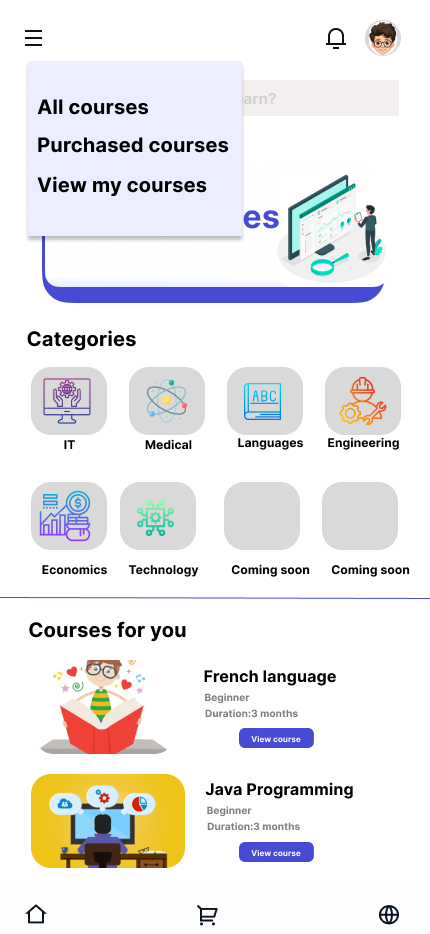 arn?
All courses
Purchased courses
View my courses
es
Categories
IT
Medical
ABC
Languages
Engineering
Economics
Technology
Coming soon
Coming soon
Courses for you
French language
Beginner
Duration:3 months
View course
Java Programming
Beginner
Duration:3 months
View course